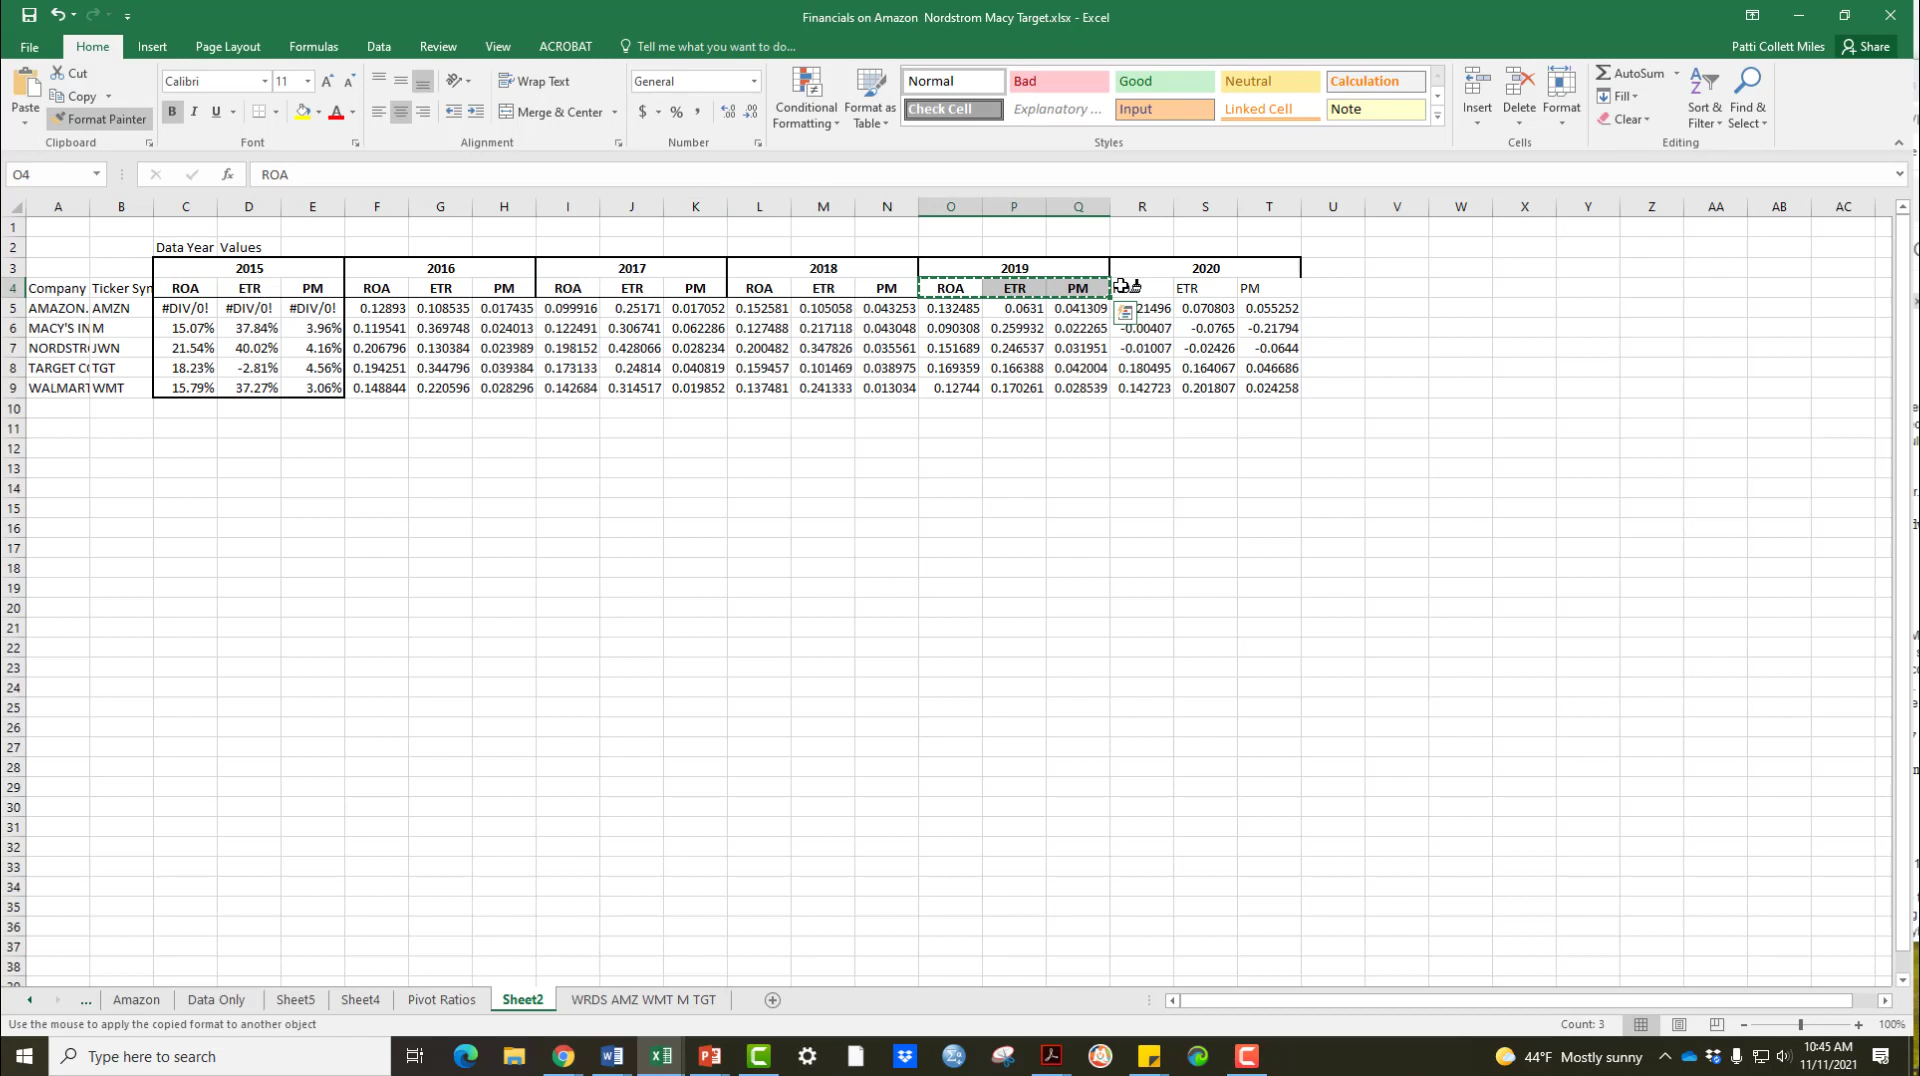 Financials on Amazon  Nordstrom Macy Target.xlsx - Excel
File Home Insert Page Layout Formulas Data Review View ACROBAT Tell me what you want to do... Patti Collett Miles Share
Paste Cut Copy Format Painter Clipboard
Calibri 11 B I U A Font
Wrap Text Merge & Center Alignment
General $ % , Number
Conditional Formatting Format as Table
Normal Bad Good Neutral Calculation
Check Cell Explanatory ... Input Linked Cell Note
Styles
Insert Delete Format Cells
AutoSum Fill Clear Sort & Filter Find & Select Editing
O4 fx ROA
A B C D E F G H I J K L M N O P Q R S T U V W X Y Z AA AB AC
1
2 Data Year Values
3 2015 2016 2017 2018 2019 2020
4 Company Ticker Syn ROA ETR PM ROA ETR PM ROA ETR PM ROA ETR PM ROA ETR PM ETR PM
5 AMAZON. AMZN #DIV/0! #DIV/0! #DIV/0! 0.12893 0.108535 0.017435 0.099916 0.25171 0.017052 0.152581 0.105058 0.043253 0.132485 0.0631 0.041309 21496 0.070803 0.055252
6 MACY'S IN M 15.07% 37.84% 3.96% 0.119541 0.369748 0.024013 0.122491 0.306741 0.062286 0.127488 0.217118 0.043048 0.090308 0.259932 0.022265 -0.00407 -0.0765 -0.21794
7 NORDSTR JWN 21.54% 40.02% 4.16% 0.206796 0.130384 0.023989 0.198152 0.428066 0.028234 0.200482 0.347826 0.035561 0.151689 0.246537 0.031951 -0.01007 -0.02426 -0.0644
8 TARGET C TGT 18.23% -2.81% 4.56% 0.194251 0.344796 0.039384 0.173133 0.24814 0.040819 0.159457 0.101469 0.038975 0.169359 0.166388 0.042004 0.180495 0.164067 0.046686
9 WALMART WMT 15.79% 37.27% 3.06% 0.148844 0.220596 0.028296 0.142684 0.314517 0.019852 0.137481 0.241333 0.013034 0.12744 0.170261 0.028539 0.142723 0.201807 0.024258
10
11
12
13
14
15
16
17
18
19
20
21
22
23
24
25
26
27
28
29
30
31
32
33
34
35
36
37
38
... Amazon Data Only Sheet5 Sheet4 Pivot Ratios Sheet2 WRDS AMZ WMT M TGT
Use the mouse to apply the copied format to another object Count: 3 100%
Type here to search 44°F Mostly sunny 10:45 AM
11/11/2021